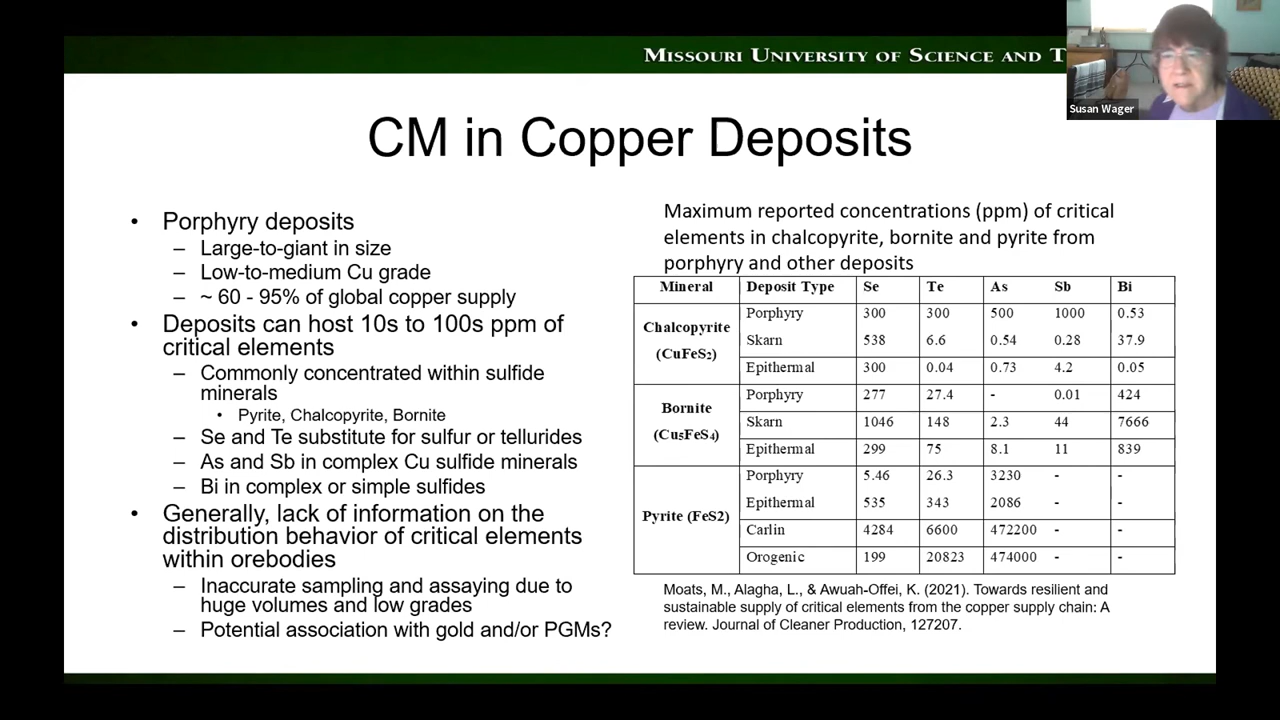 MISSOURI UNIVERSITY OF SCIENCE AND T
Susan Wager
CM in Copper Deposits
• Porphyry deposits
– Large-to-giant in size
– Low-to-medium Cu grade
– ~ 60 - 95% of global copper supply
• Deposits can host 10s to 100s ppm of
critical elements
– Commonly concentrated within sulfide
minerals
• Pyrite, Chalcopyrite, Bornite
– Se and Te substitute for sulfur or tellurides
– As and Sb in complex Cu sulfide minerals
– Bi in complex or simple sulfides
• Generally, lack of information on the
distribution behavior of critical elements
within orebodies
– Inaccurate sampling and assaying due to
huge volumes and low grades
– Potential association with gold and/or PGMs?
Maximum reported concentrations (ppm) of critical
elements in chalcopyrite, bornite and pyrite from
porphyry and other deposits
Mineral Deposit Type Se Te As Sb Bi
Chalcopyrite
(CuFeS₂)
Porphyry 300 300 500 1000 0.53
Skarn 538 6.6 0.54 0.28 37.9
Epithermal 300 0.04 0.73 4.2 0.05
Bornite
(Cu₅FeS₄)
Porphyry 277 27.4 - 0.01 424
Skarn 1046 148 2.3 44 7666
Epithermal 299 75 8.1 11 839
Pyrite (FeS2)
Porphyry 5.46 26.3 3230 - -
Epithermal 535 343 2086 - -
Carlin 4284 6600 472200 - -
Orogenic 199 20823 474000 - -
Moats, M., Alagha, L., & Awuah-Offei, K. (2021). Towards resilient and
sustainable supply of critical elements from the copper supply chain: A
review. Journal of Cleaner Production, 127207.